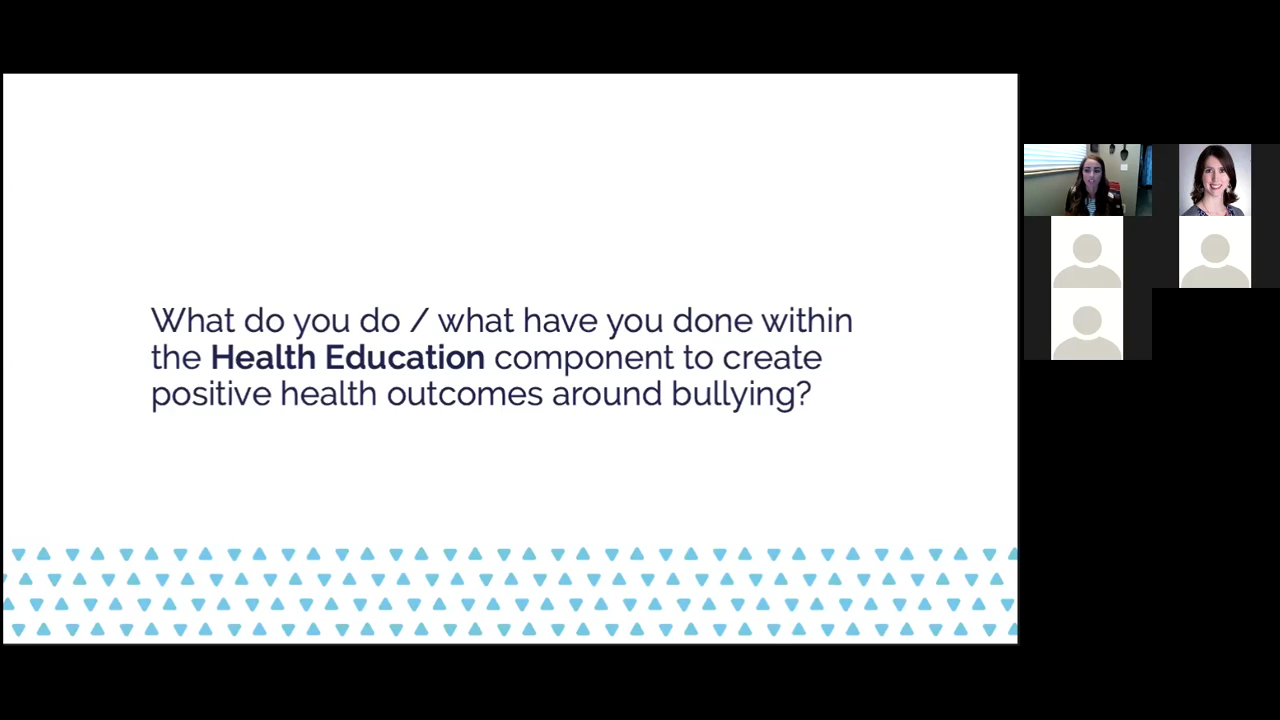 What do you do / what have you done within
the Health Education component to create
positive health outcomes around bullying?